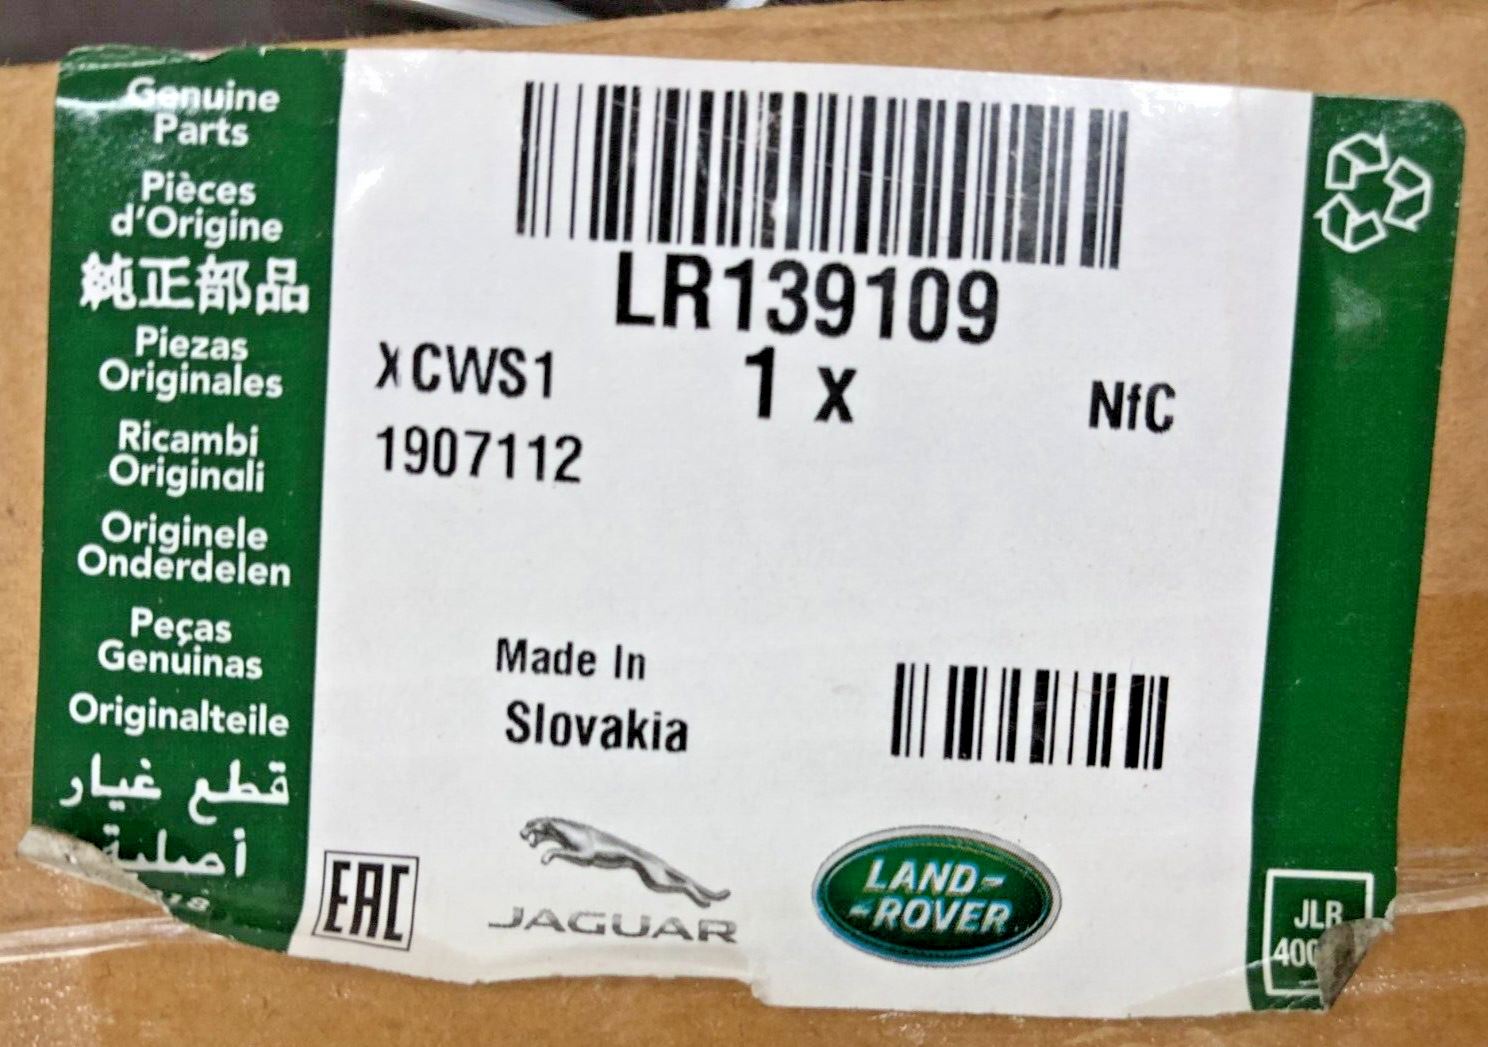 Genuine
Parts
Pièces
d'Origine
純正部品
Piezas
Originales
Ricambi
Originali
Originele
Onderdelen
Peças
Genuinas
Originalteile
قطع غيار
أصلية
18
LR139109
XCWS1
1 x
NfC
1907112
Made In
Slovakia
EAC
JAGUAR
LAND-
-ROVER
JLR